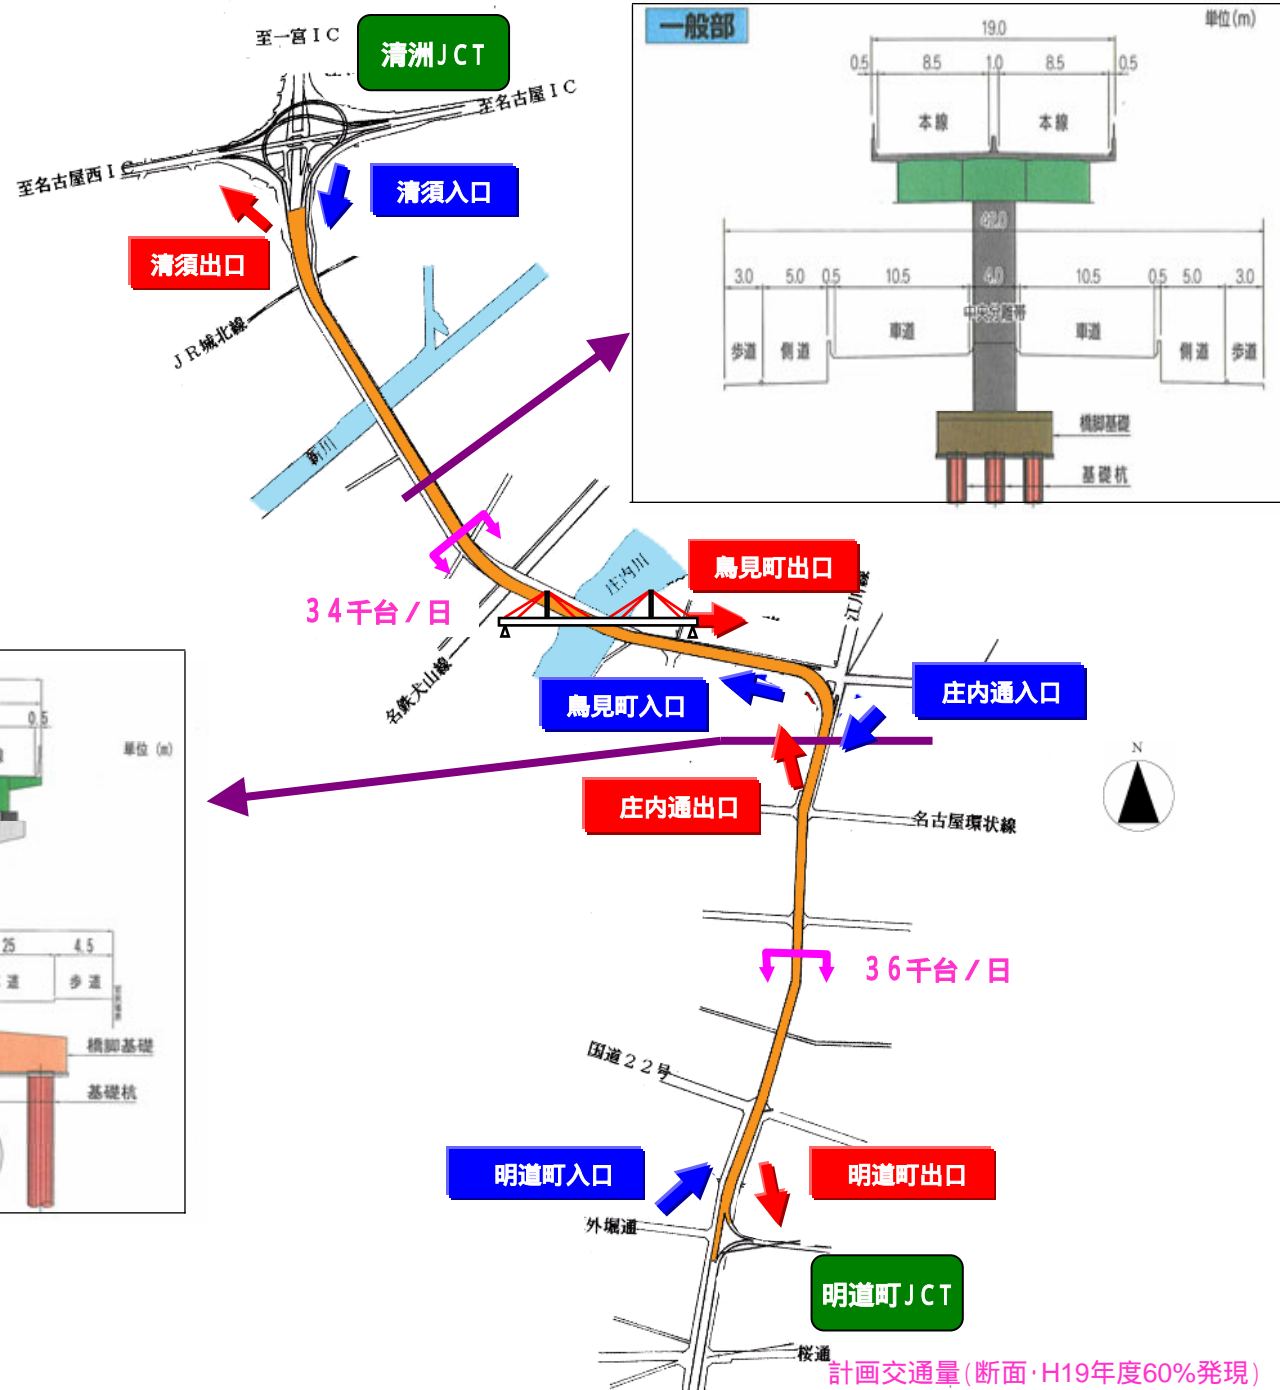 至一宮IC
清洲JCT
至名古屋IC
至名古屋西IC
清須入口
清須出口
JR城北線
新川
一般部
単位(m)
19.0
0.5 8.5 1.0 8.5 0.5
本線 本線
42.0
3.0 5.0 0.5 10.5 4.0 10.5 0.5 5.0 3.0
中央分離帯
車道 車道
歩道 側道 側道 歩道
橋脚基礎
基礎杭
庄内川
鳥見町出口
34千台/日
江川線
名鉄犬山線
鳥見町入口
庄内通入口
庄内通出口
名古屋環状線
N
0.5
単位(m)
25 4.5
道 歩道
橋脚基礎
基礎杭
36千台/日
国道22号
明道町入口
明道町出口
外堀通
明道町JCT
桜通
計画交通量(断面・H19年度60%発現)